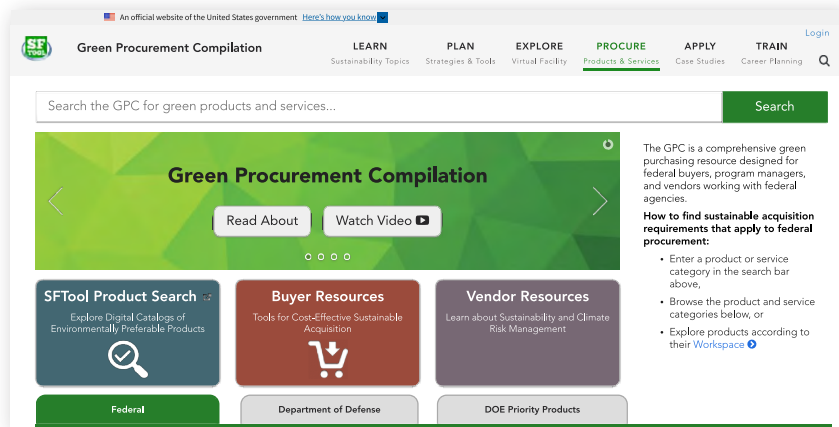 An official website of the United States government Here's how you know
Login
SF
TOOL
Green Procurement Compilation
LEARN
Sustainability Topics
PLAN
Strategies & Tools
EXPLORE
Virtual Facility
PROCURE
Products & Services
APPLY
Case Studies
TRAIN
Career Planning
Search the GPC for green products and services...
Search
Green Procurement Compilation
Read About
Watch Video
The GPC is a comprehensive green
purchasing resource designed for
federal buyers, program managers,
and vendors working with federal
agencies.
How to find sustainable acquisition
requirements that apply to federal
procurement:
• Enter a product or service
category in the search bar
above,
• Browse the product and service
categories below, or
• Explore products according to
their Workspace
SFTool Product Search
Explore Digital Catalogs of
Environmentally Preferable Products
Buyer Resources
Tools for Cost-Effective Sustainable
Acquisition
Vendor Resources
Learn about Sustainability and Climate
Risk Management
Federal
Department of Defense
DOE Priority Products